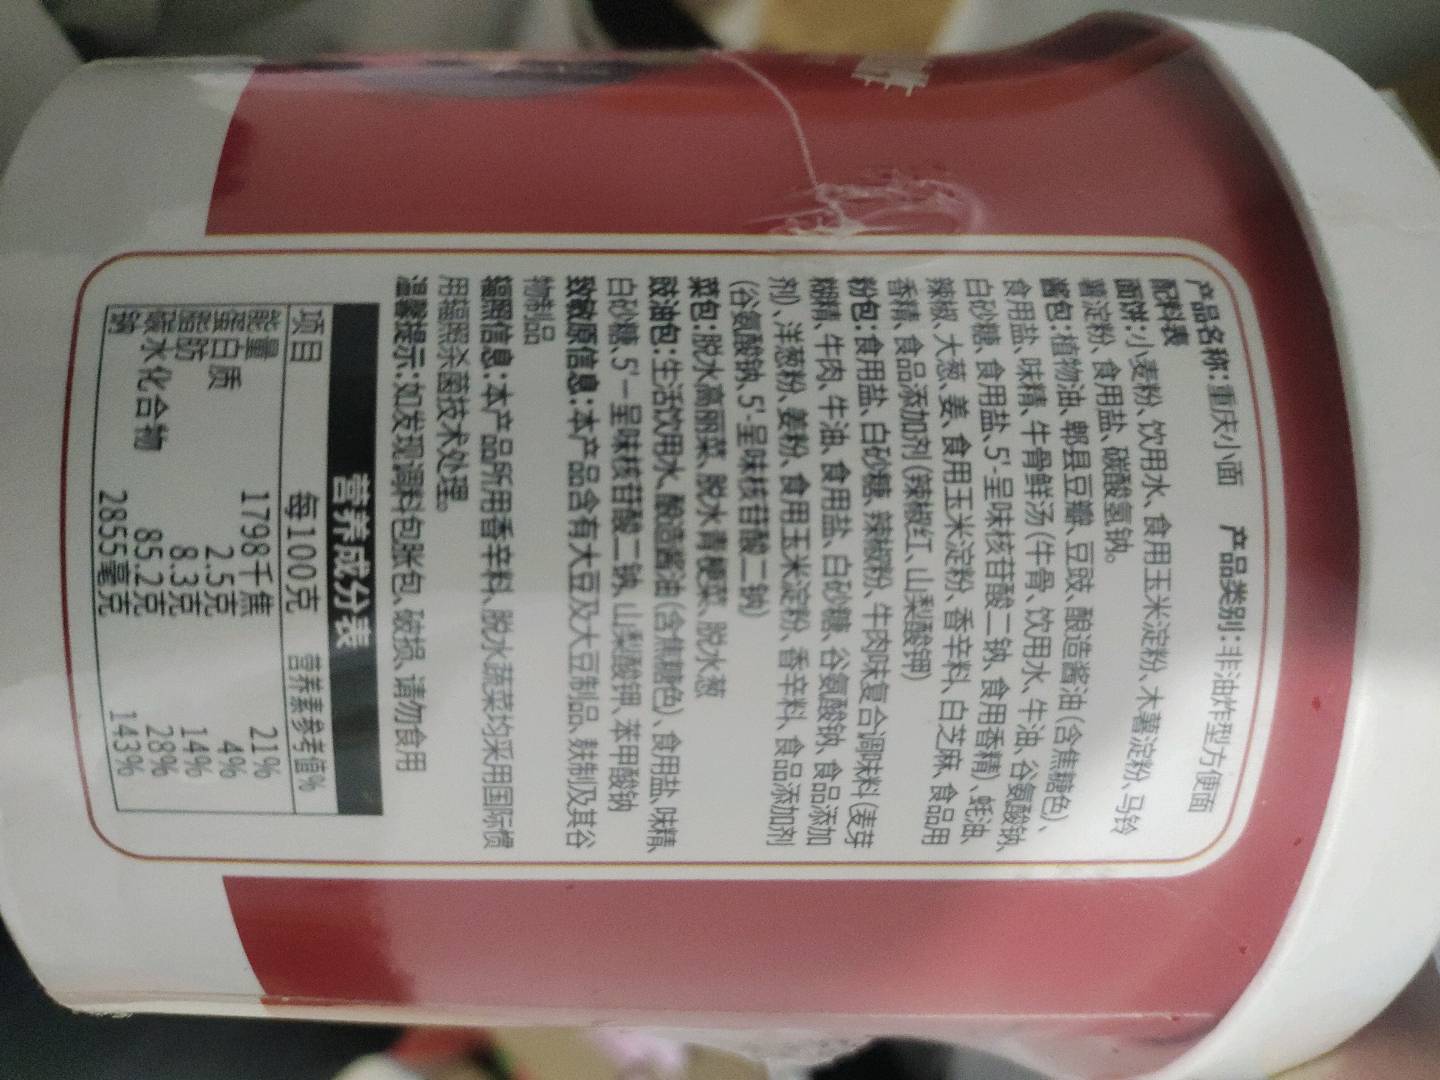 产品名称：重庆小面 产品类别：非油炸型方便面
配料表
面饼：小麦粉、饮用水、食用玉米淀粉、木薯淀粉、马铃
薯淀粉、食用盐、碳酸氢钠。
酱包：植物油、郫县豆瓣、豆豉、酿造酱油（含焦糖色）、
食用盐、味精、牛骨鲜汤（牛骨、饮用水、牛油、谷氨酸钠、
白砂糖、食用盐、5'-呈味核苷酸二钠、食用香精）、蚝油、
辣椒、大葱、姜、食用玉米淀粉、香辛料、白芝麻、食品用
香精、食品添加剂（辣椒红、山梨酸钾）
粉包：食用盐、白砂糖、辣椒粉、牛肉味复合调味料（麦芽
糊精、牛肉、牛油、食用盐、白砂糖、谷氨酸钠、食品添加
剂）、洋葱粉、姜粉、食用玉米淀粉、香辛料、食品添加剂
（谷氨酸钠、5'-呈味核苷酸二钠）
菜包：脱水高丽菜、脱水青梗菜、脱水葱
豉油包：生活饮用水、酿造酱油（含焦糖色）、食用盐、味精、
白砂糖、5'－呈味核苷酸二钠、山梨酸钾、苯甲酸钠
致敏原信息：本产品含有大豆及大豆制品、麸制及其谷
物制品
辐照信息：本产品所用香辛料、脱水蔬菜均采用国际惯
用辐照杀菌技术处理。
温馨提示：如发现调料包胀包、破损、请勿食用
营养成分表
项目 每100克 营养素参考值%
能量 1798千焦 21%
蛋白质 2.5克 4%
脂肪 8.3克 14%
碳水化合物 85.2克 28%
钠 2855毫克 143%